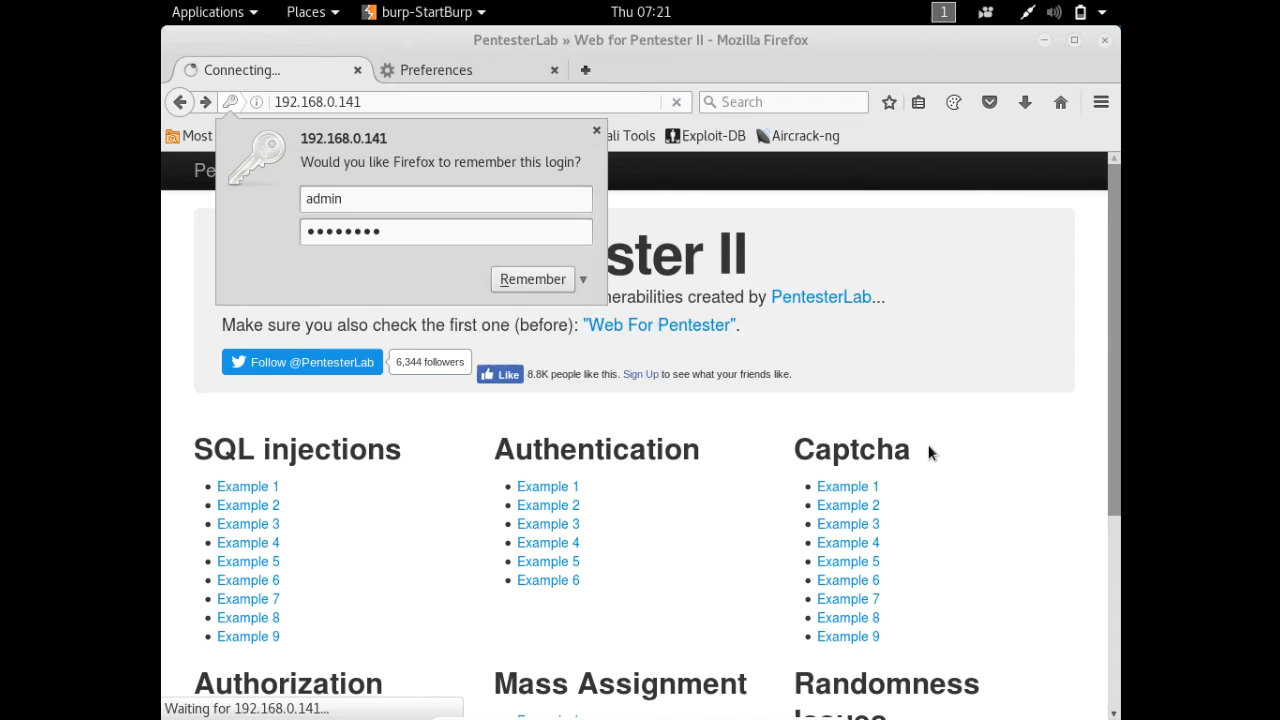 Applications Places burp-StartBurp Thu 07:21 1
PentesterLab » Web for Pentester II - Mozilla Firefox
Connecting... Preferences
192.168.0.141 Search
Most ali Tools Exploit-DB Aircrack-ng
192.168.0.141
Would you like Firefox to remember this login?
Pe
admin
••••••••
ster II
Remember
nerabilities created by PentesterLab...
Make sure you also check the first one (before): "Web For Pentester".
Follow @PentesterLab 6,344 followers
Like 8.8K people like this. Sign Up to see what your friends like.
SQL injections
• Example 1
• Example 2
• Example 3
• Example 4
• Example 5
• Example 6
• Example 7
• Example 8
• Example 9
Authentication
• Example 1
• Example 2
• Example 3
• Example 4
• Example 5
• Example 6
Captcha
• Example 1
• Example 2
• Example 3
• Example 4
• Example 5
• Example 6
• Example 7
• Example 8
• Example 9
Authorization
Mass Assignment
Randomness
Issues
Waiting for 192.168.0.141...